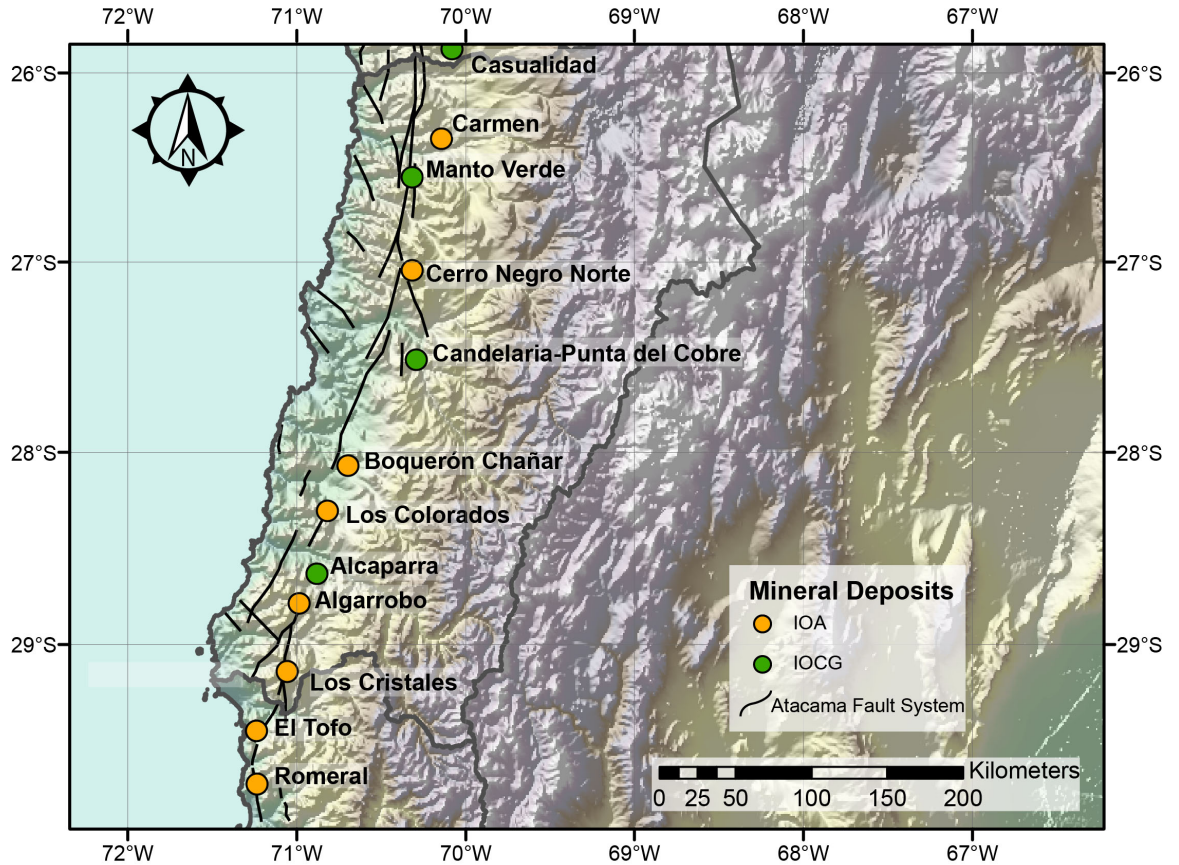 72°W 71°W 70°W 69°W 68°W 67°W
26°S 26°S
Casualidad
Carmen
N
Manto Verde
27°S 27°S
Cerro Negro Norte
Candelaria-Punta del Cobre
28°S 28°S
Boquerón Chañar
Los Colorados
Alcaparra
Algarrobo
29°S 29°S
Los Cristales
El Tofo
Romeral
Mineral Deposits
IOA
IOCG
Atacama Fault System
Kilometers
0 25 50 100 150 200
72°W 71°W 70°W 69°W 68°W 67°W